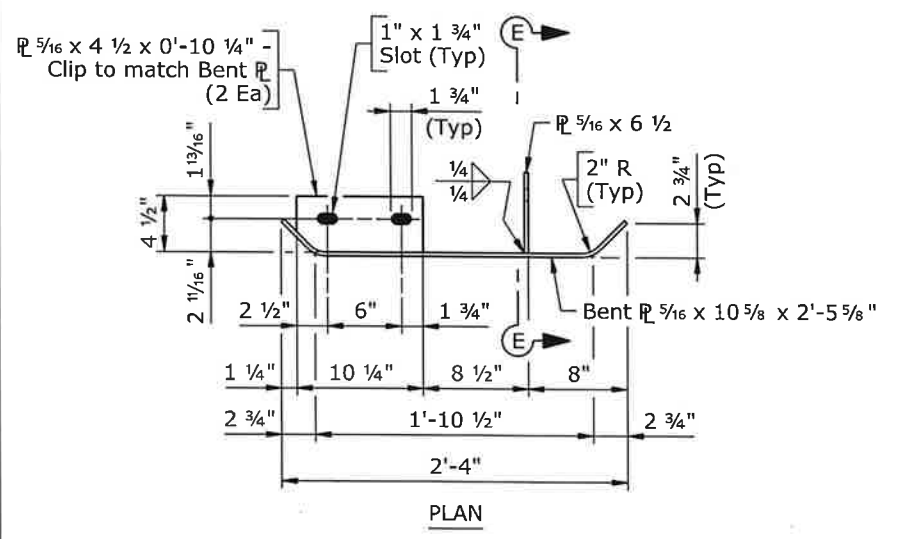 ℄ 5/16 x 4 1/2 x 0'-10 1/4" -
Clip to match Bent ℄
(2 Ea)
1" x 1 3/4"
Slot (Typ)
E
1 3/4"
(Typ)
℄ 5/16 x 6 1/2
1/4
1/4
2" R
(Typ)
2 3/4"
(Typ)
1 13/16"
4 1/2"
2 11/16"
2 1/2"
6"
1 3/4"
Bent ℄ 5/16 x 10 5/8 x 2'-5 5/8"
E
1 1/4"
10 1/4"
8 1/2"
8"
2 3/4"
1'-10 1/2"
2 3/4"
2'-4"
PLAN